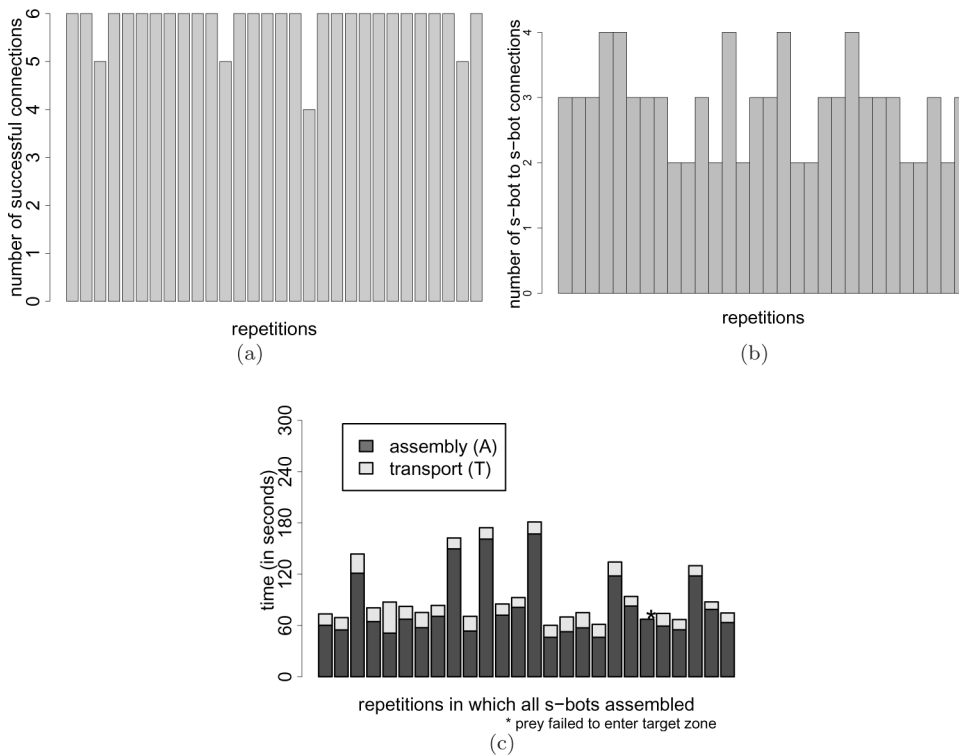 number of successful connections
0 1 2 3 4 5 6
repetitions
(a)
number of s-bot to s-bot connections
0 1 2 3 4
repetitions
(b)
time (in seconds)
0 60 120 180 240 300
assembly (A)
transport (T)
*
repetitions in which all s-bots assembled
* prey failed to enter target zone
(c)